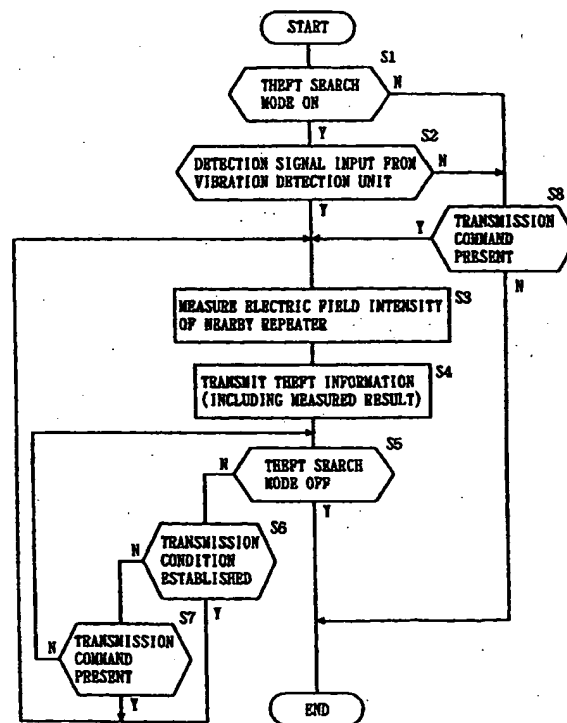 START
S1
THEFT SEARCH
MODE ON
N
Y
S2
DETECTION SIGNAL INPUT FROM
VIBRATION DETECTION UNIT
N
Y
S8
TRANSMISSION
COMMAND
PRESENT
Y
N
S3
MEASURE ELECTRIC FIELD INTENSITY
OF NEARBY REPEATER
S4
TRANSMIT THEFT INFORMATION
(INCLUDING MEASURED RESULT)
S5
THEFT SEARCH
MODE OFF
N
Y
S6
TRANSMISSION
CONDITION
ESTABLISHED
N
Y
S7
TRANSMISSION
COMMAND
PRESENT
N
Y
END